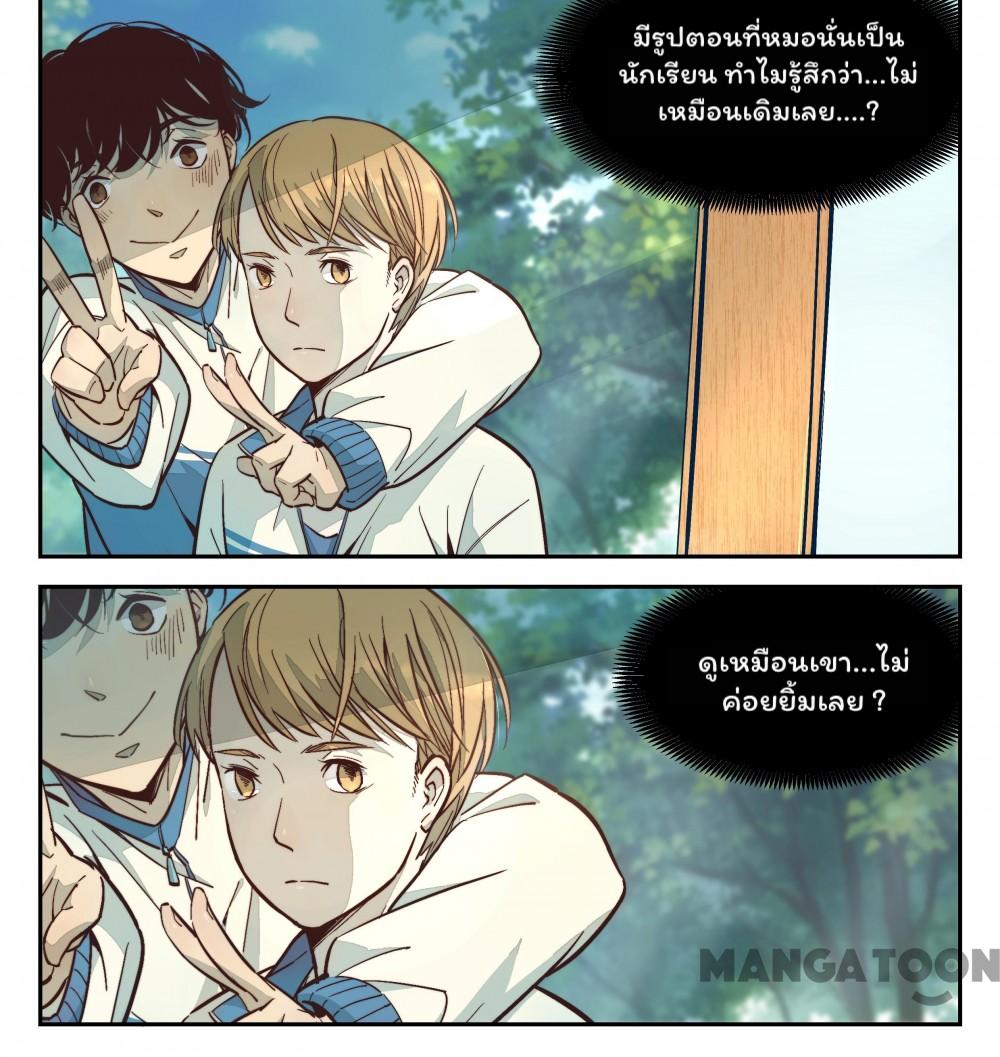 มีรูปตอนที่หมอนั่นเป็น
นักเรียน ทำไมรู้สึกว่า...ไม่
เหมือนเดิมเลย....?
ดูเหมือนเขา...ไม่
ค่อยยิ้มเลย ?
MANGATOON